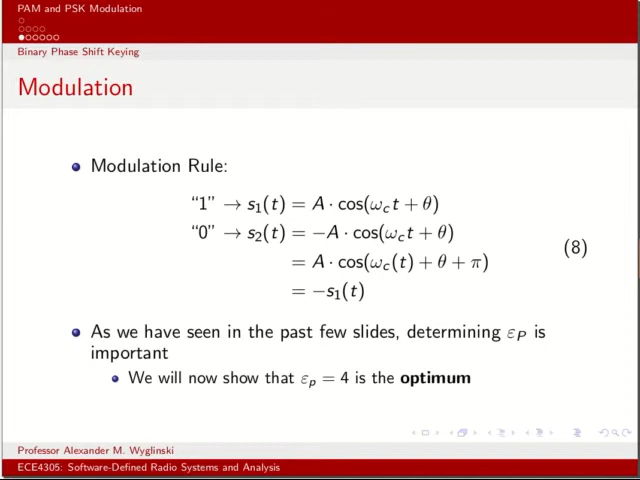 PAM and PSK Modulation
Binary Phase Shift Keying
Modulation
Modulation Rule:
“1” → s₁(t) = A · cos(ω_c t + θ)
“0” → s₂(t) = −A · cos(ω_c t + θ)
= A · cos(ω_c(t) + θ + π)
= −s₁(t)
(8)
As we have seen in the past few slides, determining ε_P is
important
We will now show that ε_p = 4 is the optimum
Professor Alexander M. Wyglinski
ECE4305: Software-Defined Radio Systems and Analysis